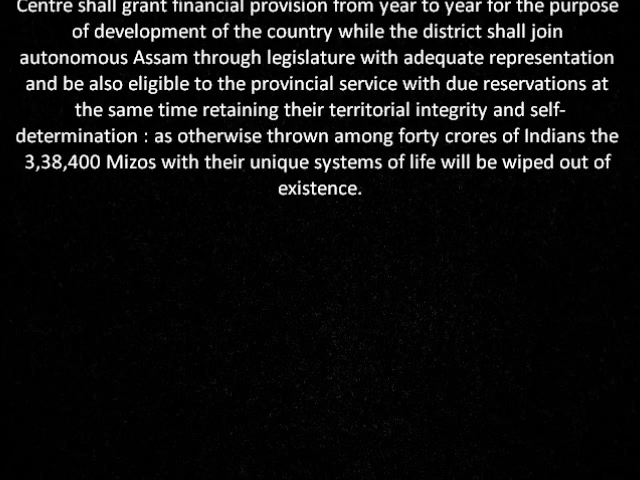 Centre shall grant financial provision from year to year for the purpose
of development of the country while the district shall join
autonomous Assam through legislature with adequate representation
and be also eligible to the provincial service with due reservations at
the same time retaining their territorial integrity and self-
determination : as otherwise thrown among forty crores of Indians the
3,38,400 Mizos with their unique systems of life will be wiped out of
existence.